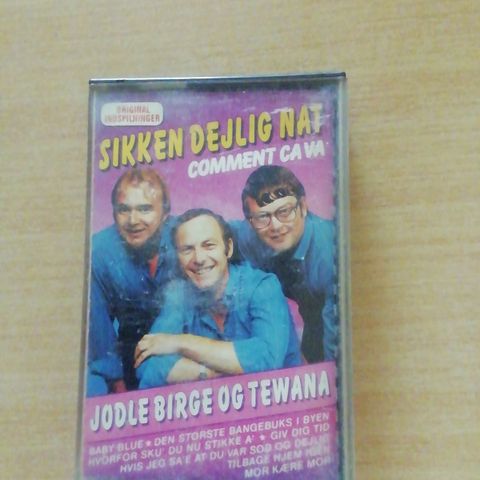 ORIGINAL
INDSPILNINGER
SIKKEN DEJLIG NAT
COMMENT CA VA
JODLE BIRGE OG TEWANA
BABY BLUE ★ DEN STØRSTE BANGEBUKS I BYEN
HVORFOR SKU' DU NU STIKKE A' ★ GIV DIG TID
HVIS JEG SA'E AT DU VAR SØD OG DEJLIG
TILBAGE HJEM IGEN
MOR KÆRE MOR